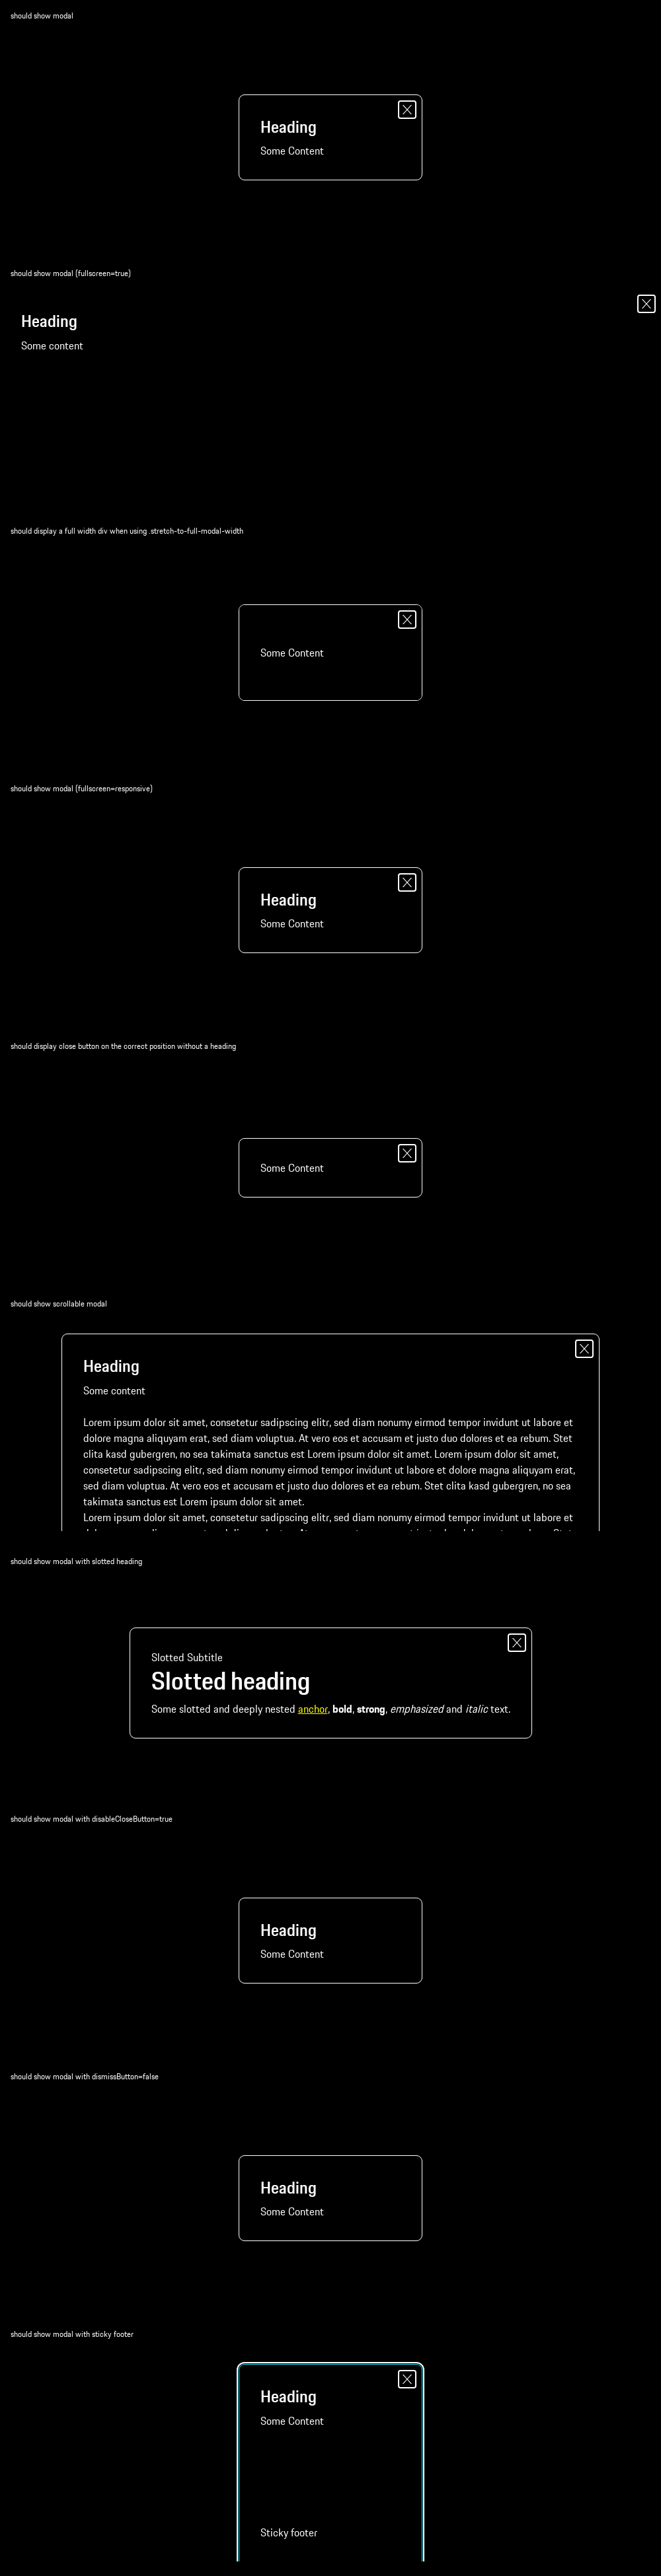 should show modal
Heading
Some Content
should show modal (fullscreen=true)
Heading
Some content
should display a full width div when using .stretch-to-full-modal-width
Some Content
should show modal (fullscreen=responsive)
Heading
Some Content
should display close button on the correct position without a heading
Some Content
should show scrollable modal
Heading
Some content
Lorem ipsum dolor sit amet, consetetur sadipscing elitr, sed diam nonumy eirmod tempor invidunt ut labore et
dolore magna aliquyam erat, sed diam voluptua. At vero eos et accusam et justo duo dolores et ea rebum. Stet
clita kasd gubergren, no sea takimata sanctus est Lorem ipsum dolor sit amet. Lorem ipsum dolor sit amet,
consetetur sadipscing elitr, sed diam nonumy eirmod tempor invidunt ut labore et dolore magna aliquyam erat,
sed diam voluptua. At vero eos et accusam et justo duo dolores et ea rebum. Stet clita kasd gubergren, no sea
takimata sanctus est Lorem ipsum dolor sit amet.
Lorem ipsum dolor sit amet, consetetur sadipscing elitr, sed diam nonumy eirmod tempor invidunt ut labore et
should show modal with slotted heading
Slotted Subtitle
Slotted heading
Some slotted and deeply nested anchor, bold, strong, emphasized and italic text.
should show modal with disableCloseButton=true
Heading
Some Content
should show modal with dismissButton=false
Heading
Some Content
should show modal with sticky footer
Heading
Some Content
Sticky footer